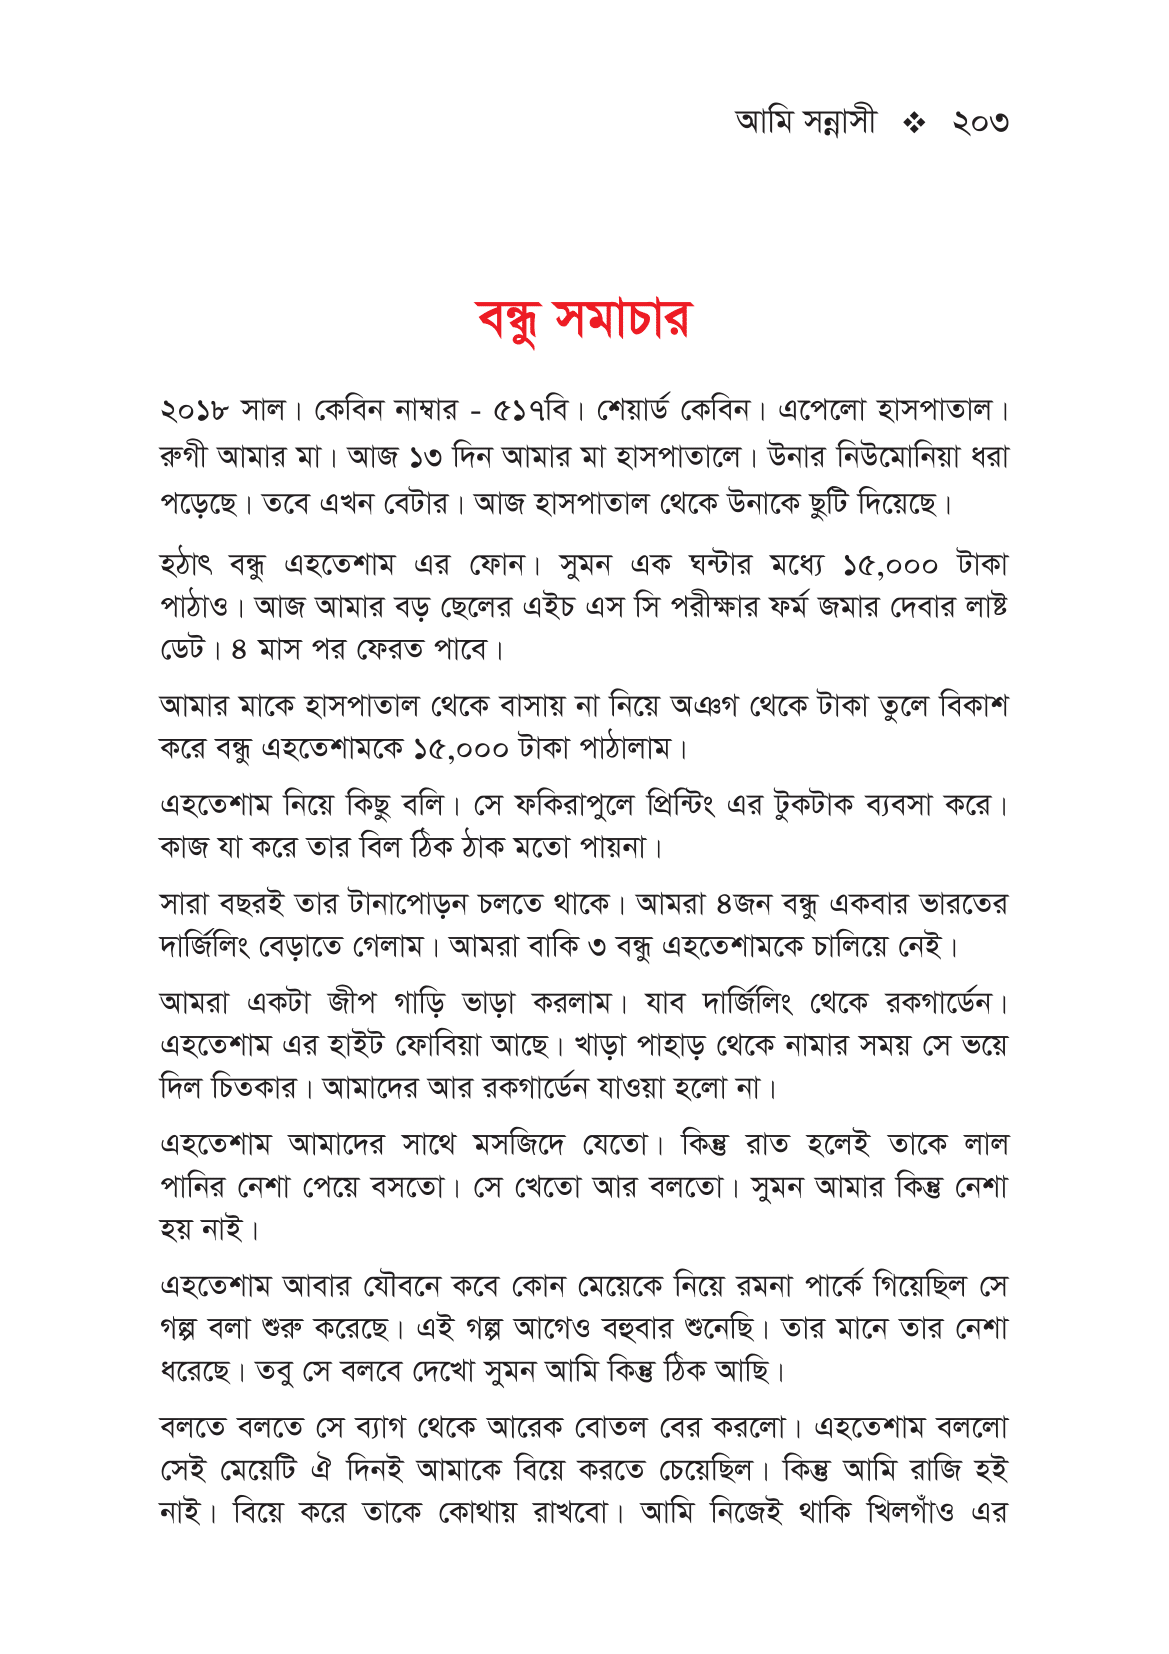 আমি সন্নাসী ❖ ২০৩
বন্ধু সমাচার
২০১৮ সাল। কেবিন নাম্বার - ৫১৭বি। শেয়ার্ড কেবিন। এপেলো হাসপাতাল।
রুগী আমার মা। আজ ১৩ দিন আমার মা হাসপাতালে। উনার নিউমোনিয়া ধরা
পড়েছে। তবে এখন বেটার। আজ হাসপাতাল থেকে উনাকে ছুটি দিয়েছে।
হঠাৎ বন্ধু এহতেশাম এর ফোন। সুমন এক ঘন্টার মধ্যে ১৫,০০০ টাকা
পাঠাও। আজ আমার বড় ছেলের এইচ এস সি পরীক্ষার ফর্ম জমার দেবার লাষ্ট
ডেট। ৪ মাস পর ফেরত পাবে।
আমার মাকে হাসপাতাল থেকে বাসায় না নিয়ে অঞগ থেকে টাকা তুলে বিকাশ
করে বন্ধু এহতেশামকে ১৫,০০০ টাকা পাঠালাম।
এহতেশাম নিয়ে কিছু বলি। সে ফকিরাপুলে প্রিন্টিং এর টুকটাক ব্যবসা করে।
কাজ যা করে তার বিল ঠিক ঠাক মতো পায়না।
সারা বছরই তার টানাপোড়ন চলতে থাকে। আমরা ৪জন বন্ধু একবার ভারতের
দার্জিলিং বেড়াতে গেলাম। আমরা বাকি ৩ বন্ধু এহতেশামকে চালিয়ে নেই।
আমরা একটা জীপ গাড়ি ভাড়া করলাম। যাব দার্জিলিং থেকে রকগার্ডেন।
এহতেশাম এর হাইট ফোবিয়া আছে। খাড়া পাহাড় থেকে নামার সময় সে ভয়ে
দিল চিতকার। আমাদের আর রকগার্ডেন যাওয়া হলো না।
এহতেশাম আমাদের সাথে মসজিদে যেতো। কিন্তু রাত হলেই তাকে লাল
পানির নেশা পেয়ে বসতো। সে খেতো আর বলতো। সুমন আমার কিন্তু নেশা
হয় নাই।
এহতেশাম আবার যৌবনে কবে কোন মেয়েকে নিয়ে রমনা পার্কে গিয়েছিল সে
গল্প বলা শুরু করেছে। এই গল্প আগেও বহুবার শুনেছি। তার মানে তার নেশা
ধরেছে। তবু সে বলবে দেখো সুমন আমি কিন্তু ঠিক আছি।
বলতে বলতে সে ব্যাগ থেকে আরেক বোতল বের করলো। এহতেশাম বললো
সেই মেয়েটি ঐ দিনই আমাকে বিয়ে করতে চেয়েছিল। কিন্তু আমি রাজি হই
নাই। বিয়ে করে তাকে কোথায় রাখবো। আমি নিজেই থাকি খিলগাঁও এর